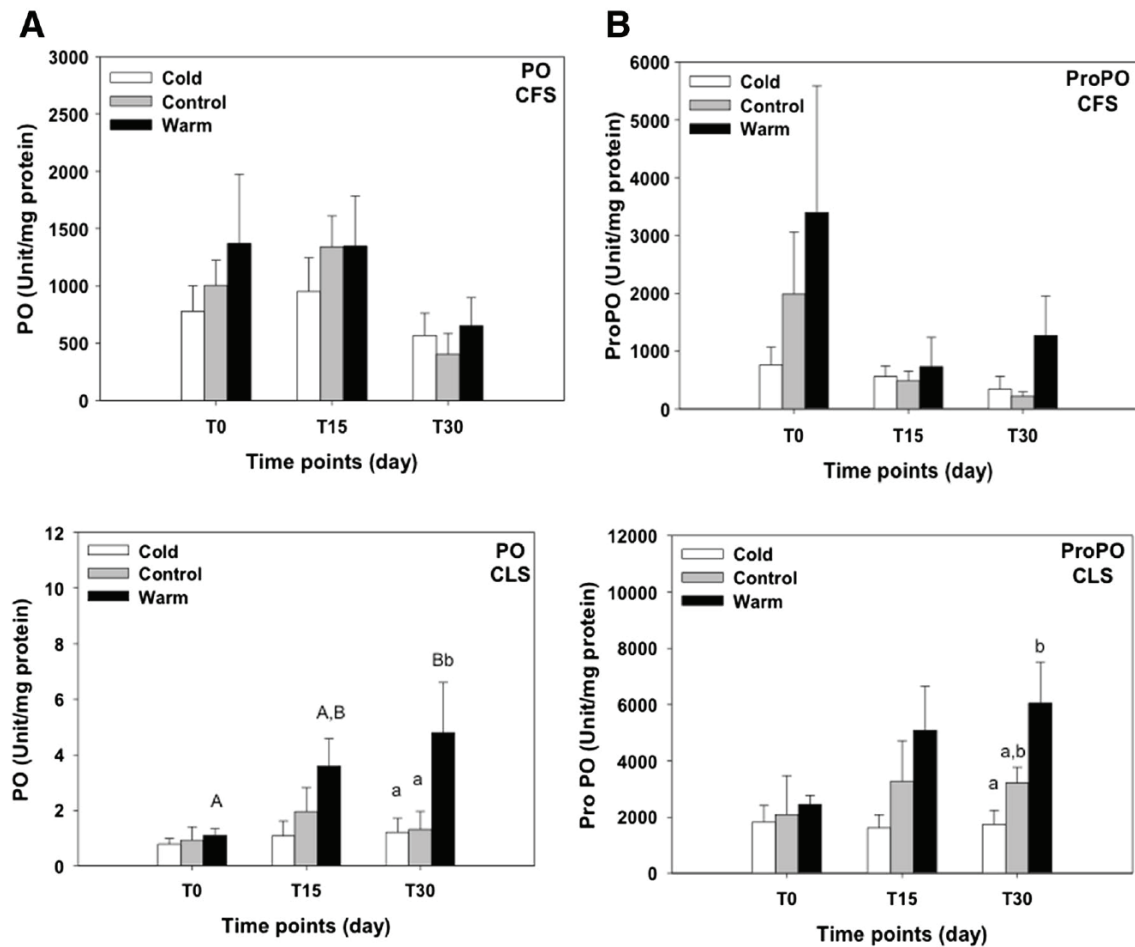 A
3000
2500
2000
1500
1000
500
0
PO (Unit/mg protein)
Cold
Control
Warm
PO
CFS
T0 T15 T30
Time points (day)
B
6000
5000
4000
3000
2000
1000
0
ProPO (Unit/mg protein)
Cold
Control
Warm
ProPO
CFS
T0 T15 T30
Time points (day)
12
10
8
6
4
2
0
PO (Unit/mg protein)
Cold
Control
Warm
PO
CLS
A
A,B
a
a
Bb
T0 T15 T30
Time points (day)
12000
10000
8000
6000
4000
2000
0
Pro PO (Unit/mg protein)
Cold
Control
Warm
ProPO
CLS
a
a,b
b
T0 T15 T30
Time points (day)